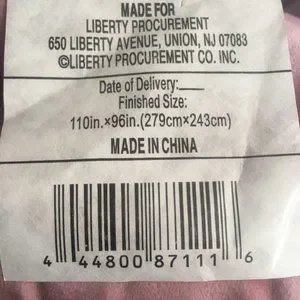 MADE FOR
LIBERTY PROCUREMENT
650 LIBERTY AVENUE, UNION, NJ 07083
©LIBERTY PROCUREMENT CO. INC.
Date of Delivery:____
Finished Size:
110in.×96in.(279cm×243cm)
MADE IN CHINA
4 44800 87111 6